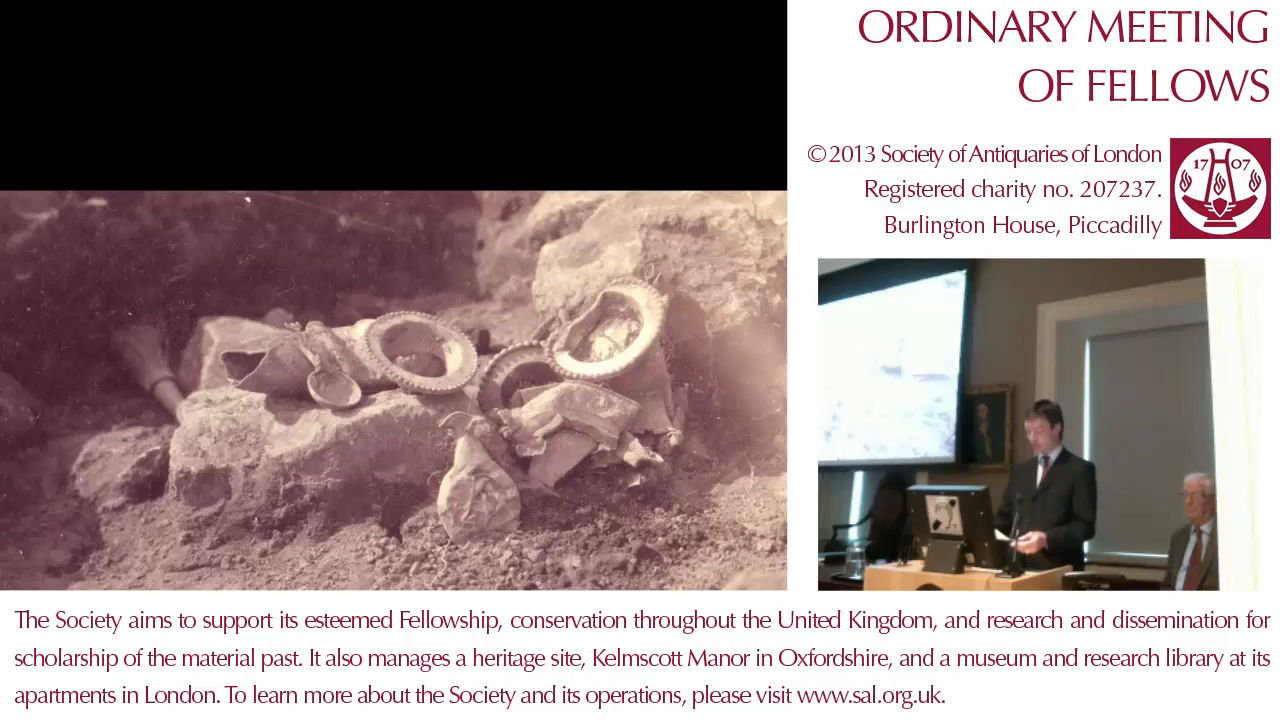 ORDINARY MEETING
OF FELLOWS
© 2013 Society of Antiquaries of London
Registered charity no. 207237.
Burlington House, Piccadilly
17 07
The Society aims to support its esteemed Fellowship, conservation throughout the United Kingdom, and research and dissemination for
scholarship of the material past. It also manages a heritage site, Kelmscott Manor in Oxfordshire, and a museum and research library at its
apartments in London. To learn more about the Society and its operations, please visit www.sal.org.uk.